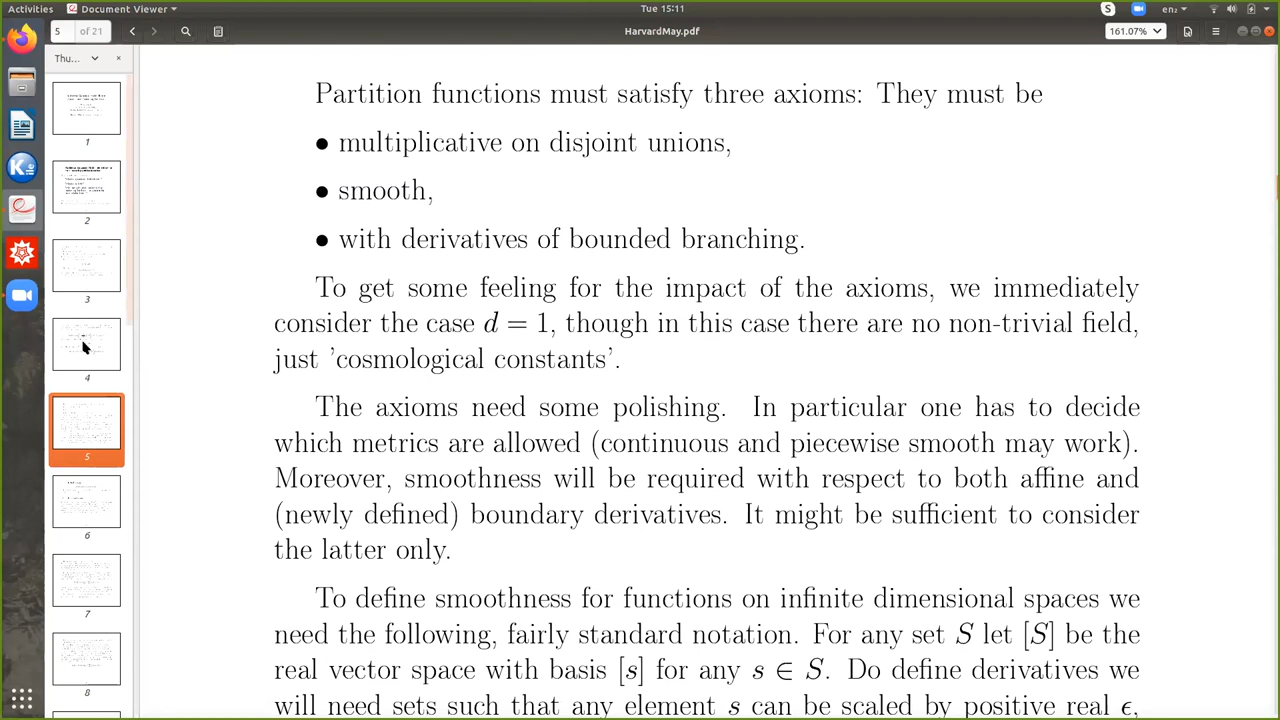 Activities Document Viewer Tue 15:11 en₂
5 of 21 HarvardMay.pdf 161.07%
Thu...
1
2
3
4
5
6
7
8
Partition functions must satisfy three axioms: They must be
• multiplicative on disjoint unions,
• smooth,
• with derivatives of bounded branching.
To get some feeling for the impact of the axioms, we immediately
consider the case d = 1, though in this case there are no non-trivial field,
just 'cosmological constants'.
The axioms need some polishing. In particular one has to decide
which metrics are allowed (continuous and piecewise smooth may work).
Moreover, smoothness will be required with respect to both affine and
(newly defined) boundary derivatives. It might be sufficient to consider
the latter only.
To define smoothness for functions on infinite dimensional spaces we
need the following, fairly standard notation. For any set S let [S] be the
real vector space with basis [s] for any s ∈ S. Do define derivatives we
will need sets such that any element s can be scaled by positive real ϵ,